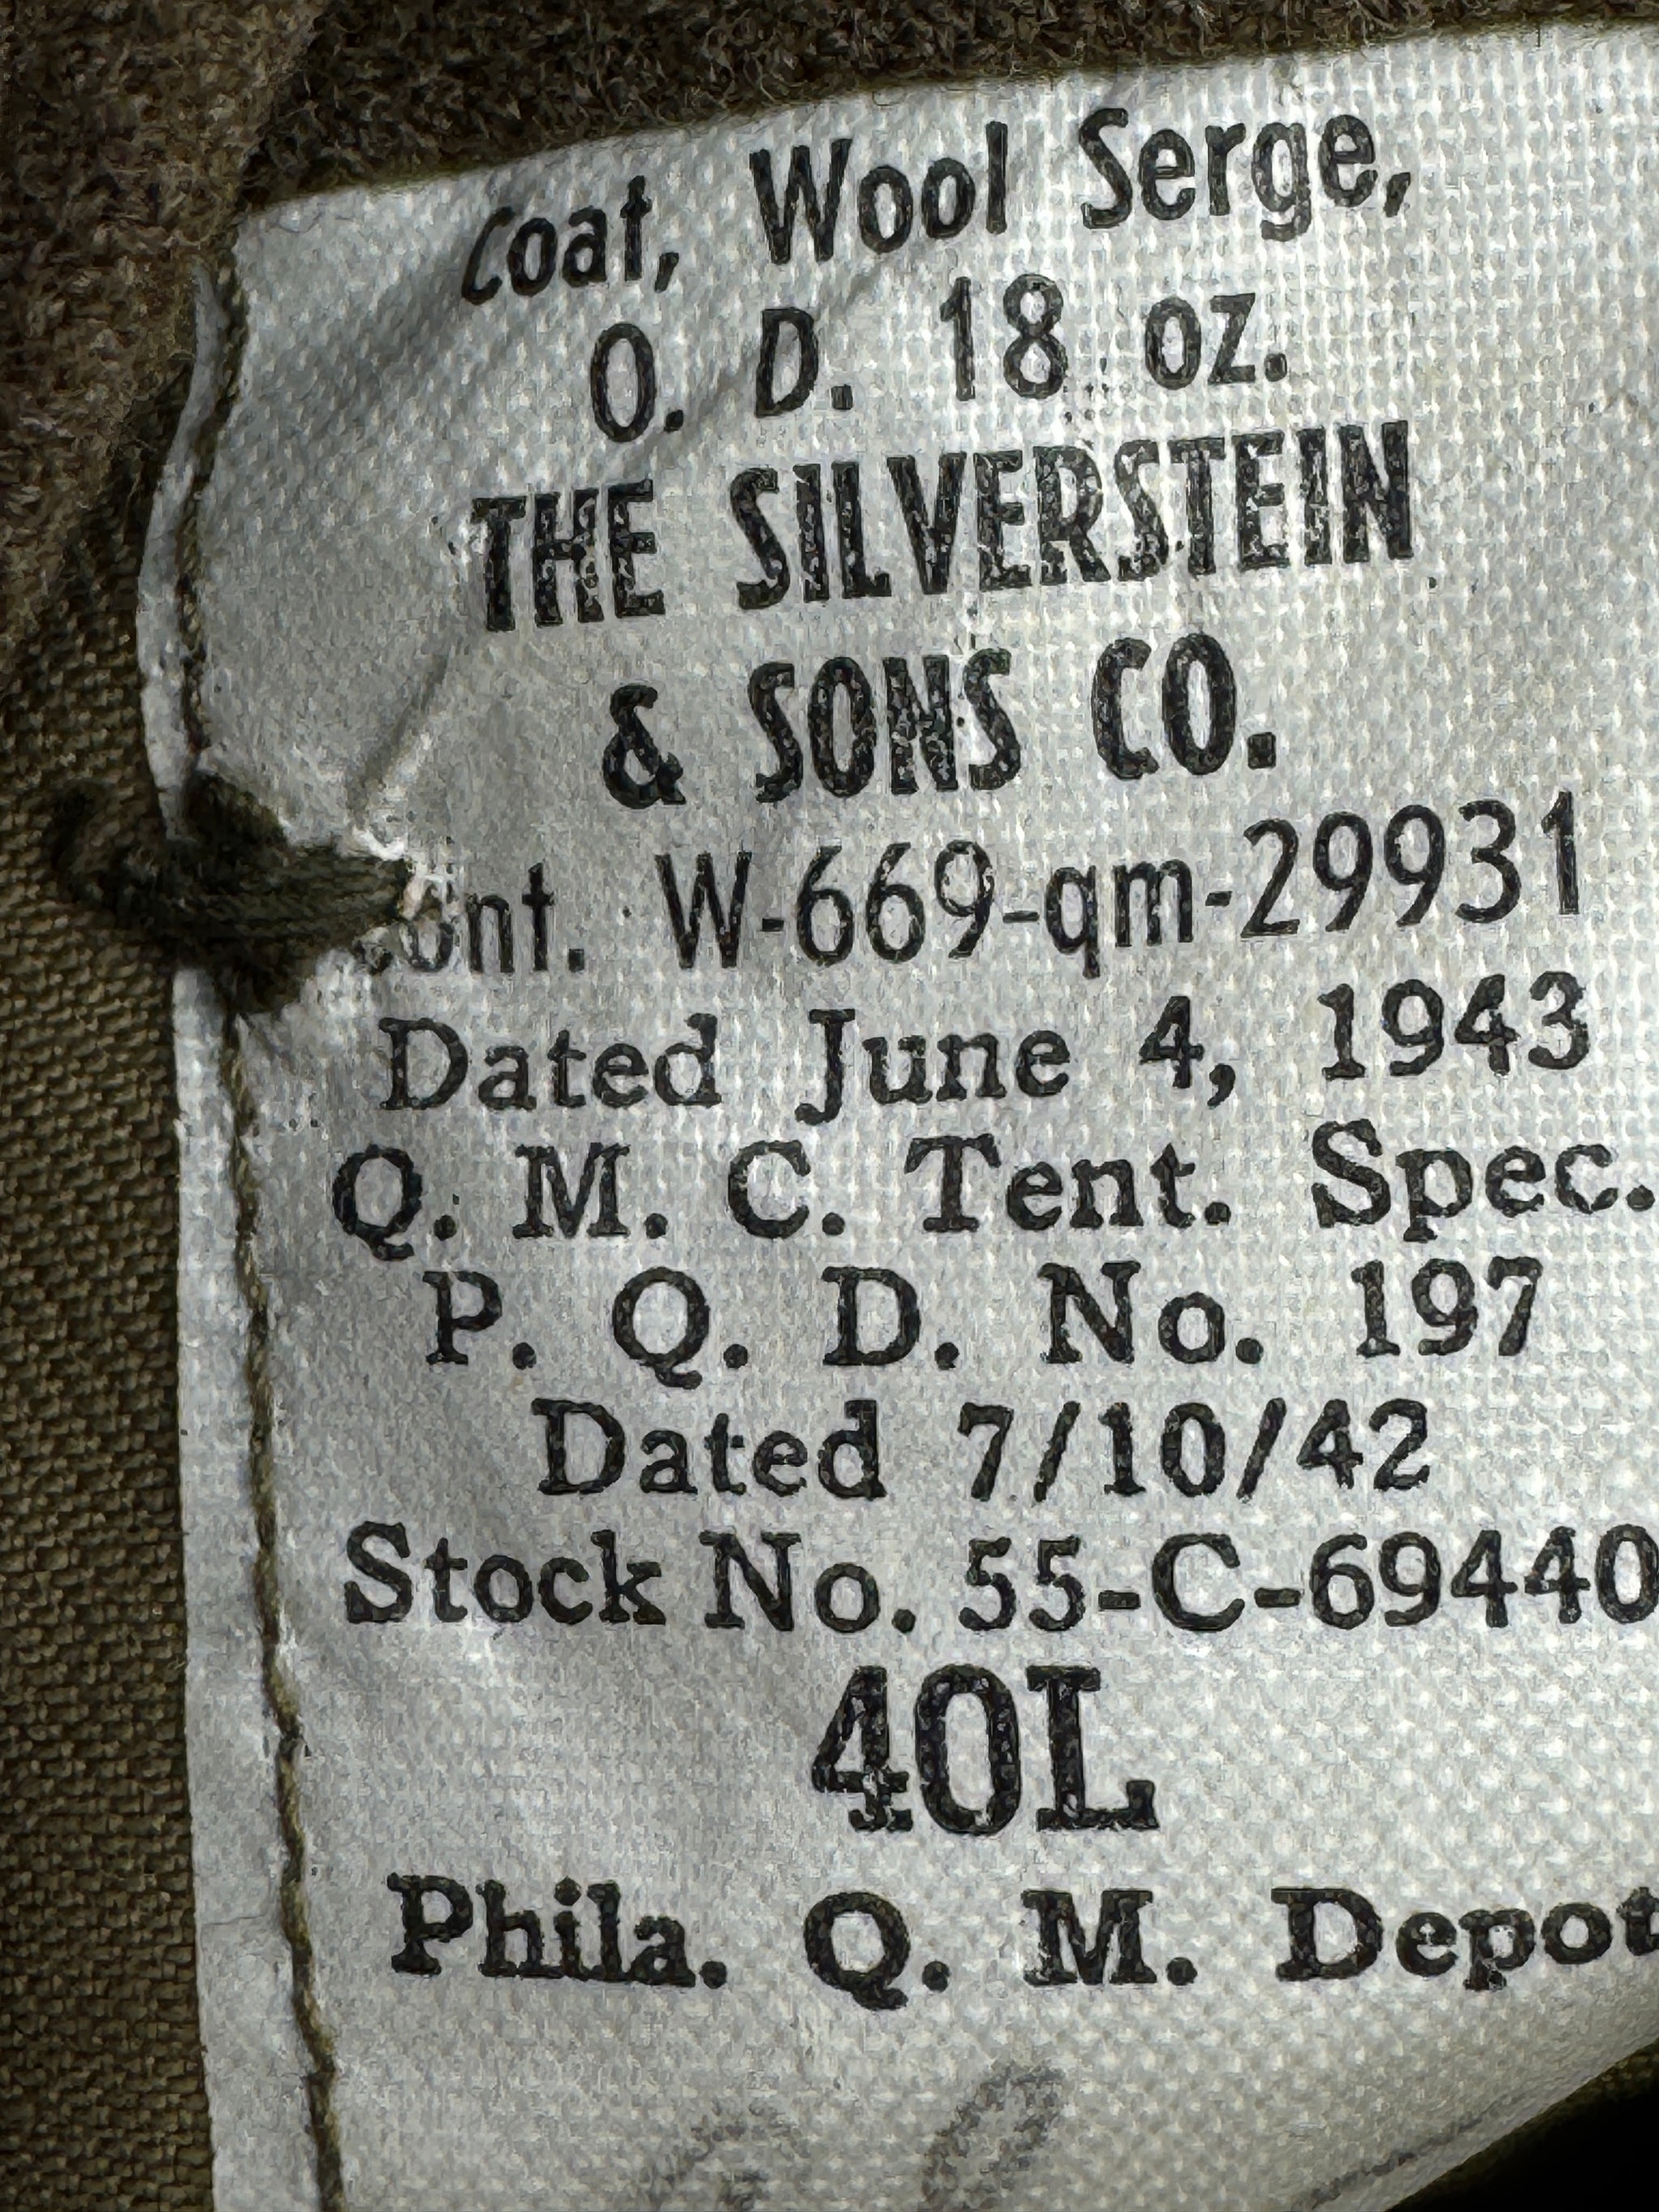 Coat, Wool Serge,
O. D. 18 oz.
THE SILVERSTEIN
& SONS CO.
Cont. W-669-qm-29931
Dated June 4, 1943
Q. M. C. Tent. Spec.
P. Q. D. No. 197
Dated 7/10/42
Stock No. 55-C-69440
40L
Phila. Q. M. Depot